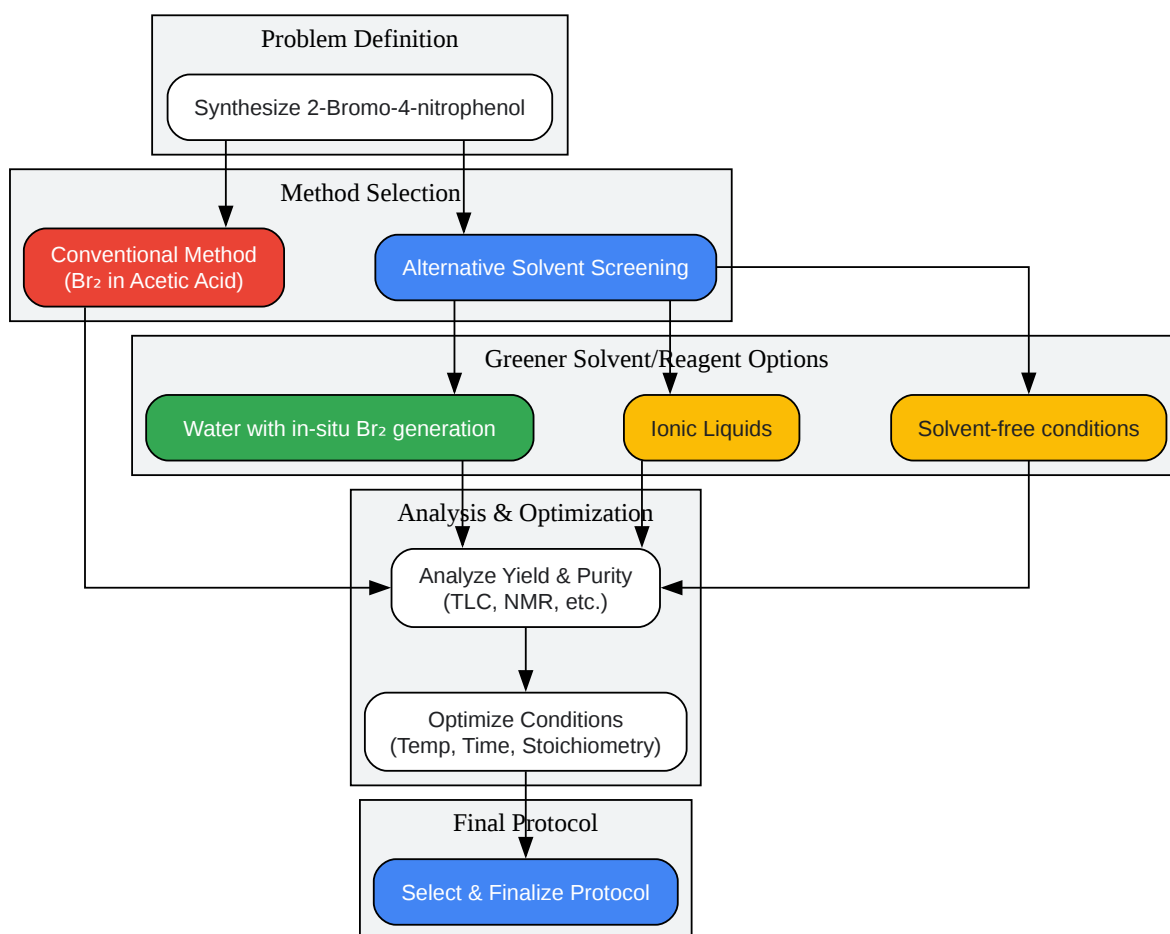 Problem Definition
Synthesize 2-Bromo-4-nitrophenol
Method Selection
Conventional Method
(Br₂ in Acetic Acid)
Alternative Solvent Screening
Greener Solvent/Reagent Options
Water with in-situ Br₂ generation
Ionic Liquids
Solvent-free conditions
Analysis & Optimization
Analyze Yield & Purity
(TLC, NMR, etc.)
Optimize Conditions
(Temp, Time, Stoichiometry)
Final Protocol
Select & Finalize Protocol